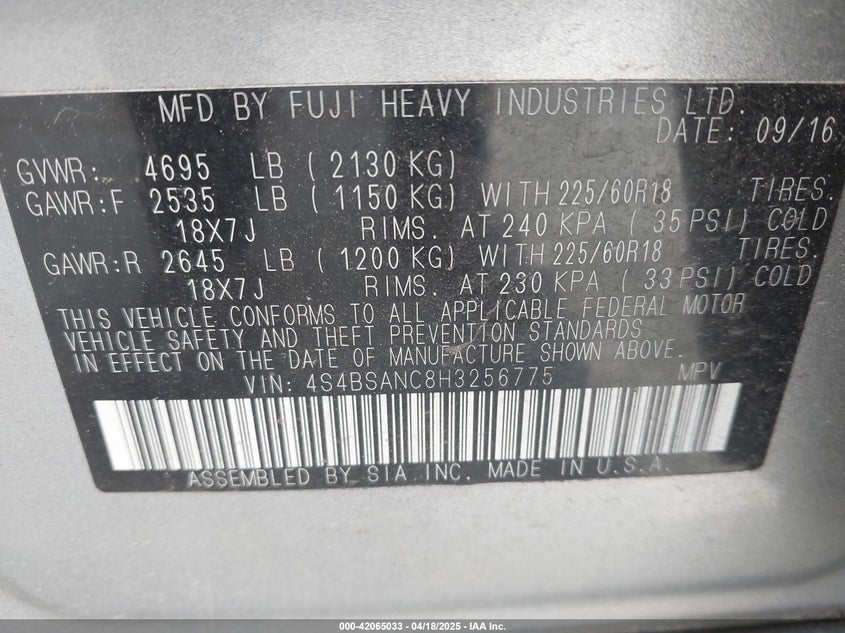 MFD BY FUJI HEAVY INDUSTRIES LTD.
DATE: 09/16
GVWR: 4695 LB ( 2130 KG)
GAWR:F 2535 LB ( 1150 KG) WITH 225/60R18 TIRES.
18X7J RIMS. AT 240 KPA ( 35 PSI) COLD
GAWR:R 2645 LB ( 1200 KG) WITH 225/60R18 TIRES.
18X7J RIMS. AT 230 KPA ( 33 PSI) COLD
THIS VEHICLE CONFORMS TO ALL APPLICABLE FEDERAL MOTOR
VEHICLE SAFETY AND THEFT PREVENTION STANDARDS
IN EFFECT ON THE DATE OF MANUFACTURE SHOWN ABOVE.
VIN: 4S4BSANC8H3256775 MPV
ASSEMBLED BY SIA INC. MADE IN U.S.A.
000-42065033 - 04/18/2025 - IAA Inc.